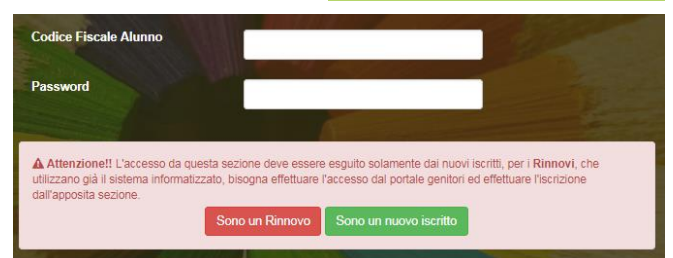 Codice Fiscale Alunno
Password
Attenzione!! L'accesso da questa sezione deve essere esguito solamente dai nuovi iscritti, per i Rinnovi, che
utilizzano già il sistema informatizzato, bisogna effettuare l'accesso dal portale genitori ed effettuare l'iscrizione
dall'apposita sezione.
Sono un Rinnovo Sono un nuovo iscritto